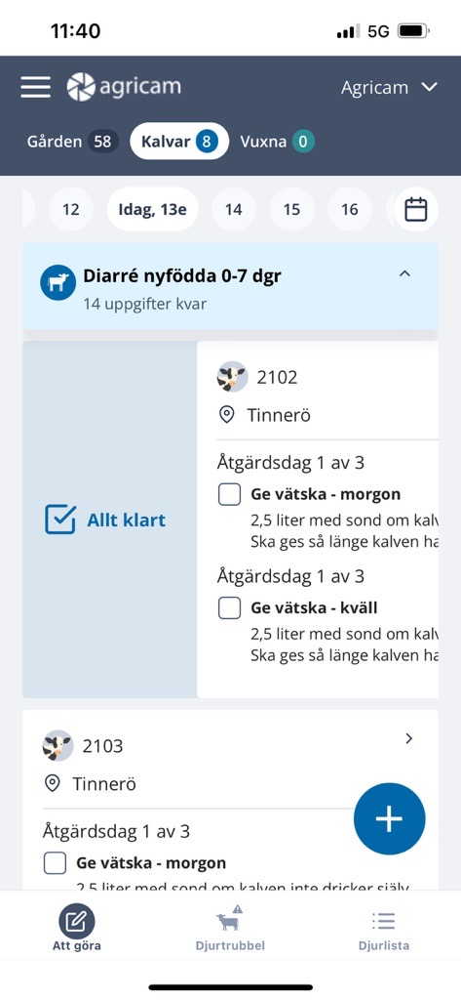 11:40
5G
agricam
Agricam
Gården 58
Kalvar 8
Vuxna 0
12
Idag, 13e
14
15
16
Diarré nyfödda 0-7 dgr
14 uppgifter kvar
Allt klart
2102
Tinnerö
Åtgärdsdag 1 av 3
Ge vätska - morgon
2,5 liter med sond om kalv
Ska ges så länge kalven ha
Åtgärdsdag 1 av 3
Ge vätska - kväll
2,5 liter med sond om kalv
Ska ges så länge kalven ha
2103
Tinnerö
Åtgärdsdag 1 av 3
Ge vätska - morgon
2,5 liter med sond om kalven inte dricker själv.
Att göra
Djurtrubbel
Djurlista